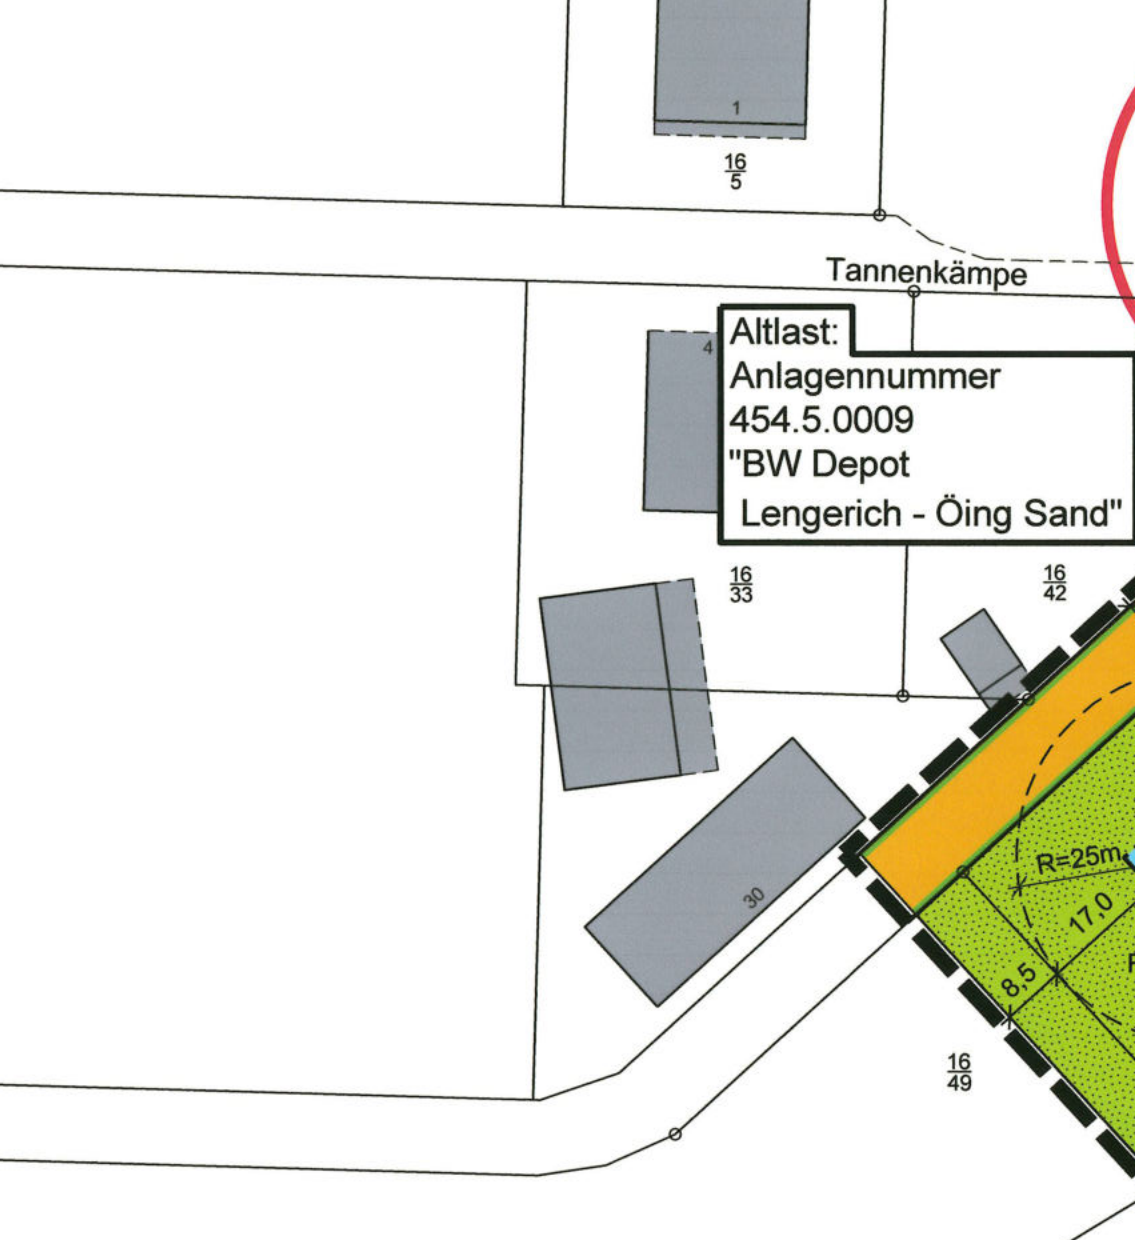 1
16
5
Tannenkämpe
4
Altlast:
Anlagennummer
454.5.0009
"BW Depot
Lengerich - Öing Sand"
16
33
16
42
30
R=25m
17,0
8,5
16
49